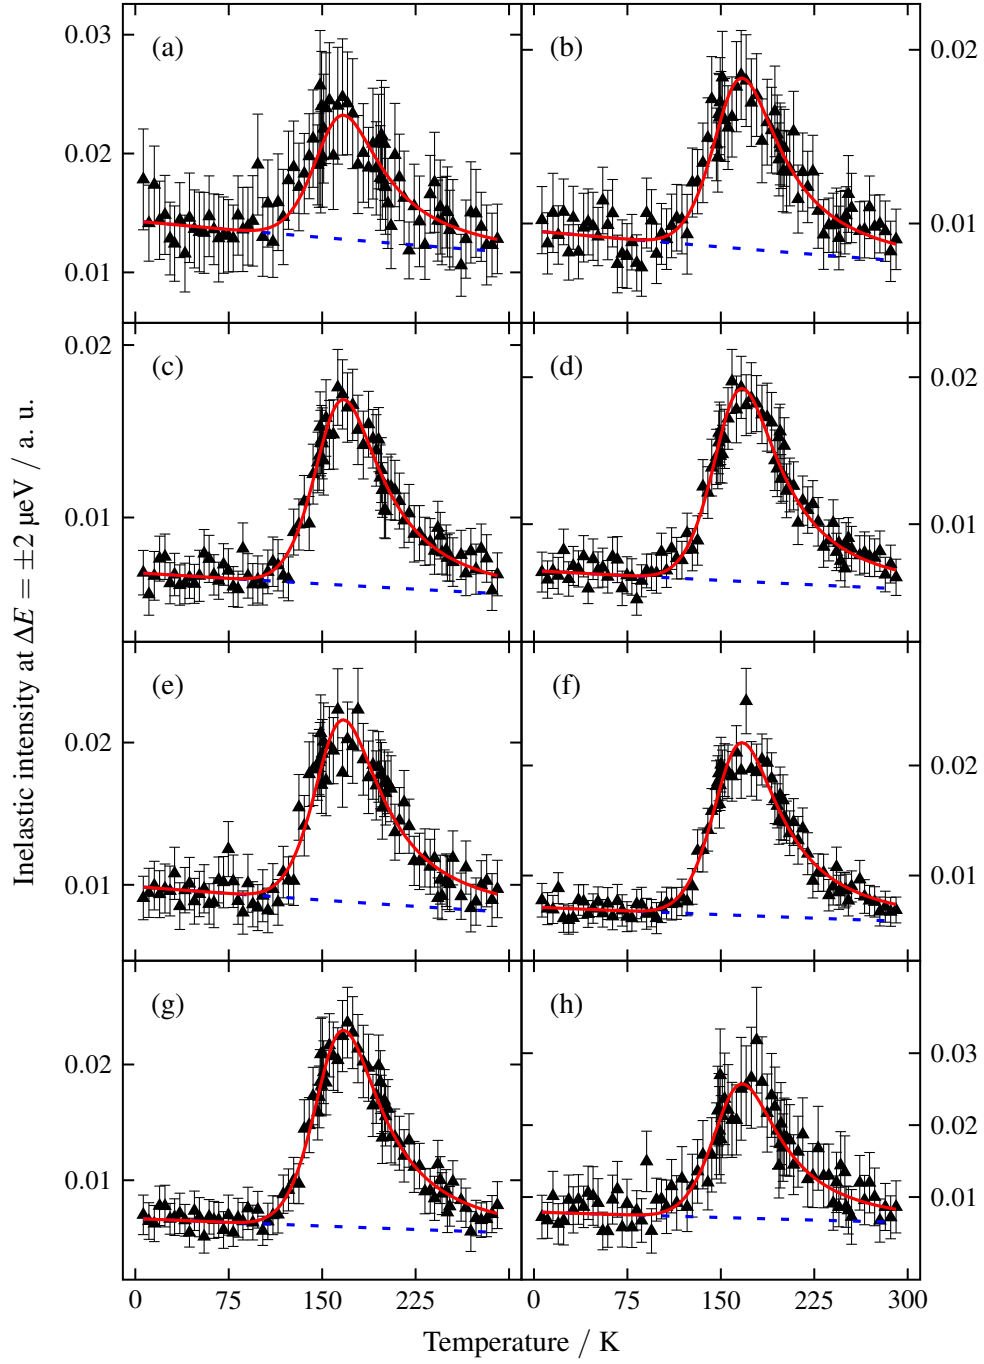 (a)
(b)
0.03
0.02
0.01
0.02
0.01
(c)
(d)
0.02
0.01
0.02
0.01
(e)
(f)
0.02
0.01
0.02
0.01
(g)
(h)
0.02
0.01
0.03
0.02
0.01
Inelastic intensity at ΔE = ±2 μeV / a. u.
0 75 150 225 0 75 150 225 300
Temperature / K